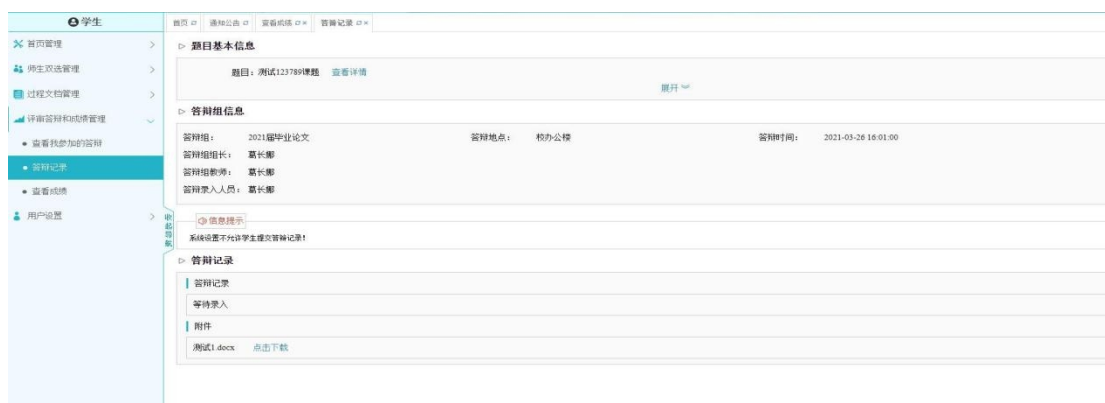 学生
首页 通知公告 查看成绩 × 答辩记录 ×
首页管理
师生双选管理
过程文档管理
评审答辩和成绩管理
查看我参加的答辩
答辩记录
查看成绩
用户设置
收起导航
题目基本信息
题目：测试123789课题 查看详情
展开
答辩组信息
答辩组： 2021届毕业论文 答辩地点： 校办公楼 答辩时间： 2021-03-26 16:01:00
答辩组组长： 葛长娜
答辩组教师： 葛长娜
答辩录入人员： 葛长娜
信息提示
系统设置不允许学生提交答辩记录！
答辩记录
答辩记录
等待录入
附件
测试1.docx 点击下载